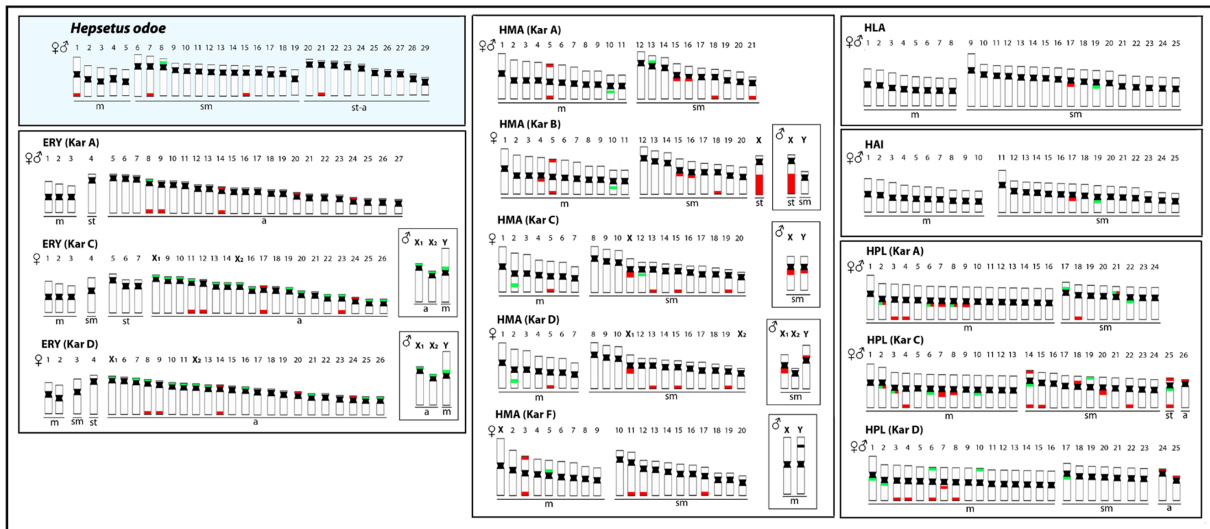 Hepsetus odoe
♀♂ 1 2 3 4 5 6 7 8 9 10 11 12 13 14 15 16 17 18 19 20 21 22 23 24 25 26 27 28 29
m sm st-a
ERY (Kar A)
♀♂ 1 2 3 4 5 6 7 8 9 10 11 12 13 14 15 16 17 18 19 20 21 22 23 24 25 26 27
m st a
ERY (Kar C)
♀ 1 2 3 4 5 6 7 X₁ 9 10 11 12 13 14 X₂ 16 17 18 19 20 21 22 23 24 25 26
m sm st a
♂ X₁ X₂ Y
a m
ERY (Kar D)
♀ 1 2 3 4 X₁ 6 7 8 9 10 11 X₂ 13 14 15 16 17 18 19 20 21 22 23 24 25 26
m sm st a
♂ X₁ X₂ Y
a m
HMA (Kar A)
♀♂ 1 2 3 4 5 6 7 8 9 10 11 12 13 14 15 16 17 18 19 20 21
m sm
HMA (Kar B)
♀ 1 2 3 4 5 6 7 8 9 10 11 12 13 14 15 16 17 18 19 20 X
m sm st
♂ X Y
st sm
HMA (Kar C)
♀ 1 2 3 4 5 6 7 8 9 10 X 12 13 14 15 16 17 18 19 20
m sm
♂ X Y
sm
HMA (Kar D)
♀ 1 2 3 4 5 6 7 8 9 10 X₁ 12 13 14 15 16 17 18 19 X₂
m sm
♂ X₁ X₂ Y
sm
HMA (Kar F)
♀ X 2 3 4 5 6 7 8 9 10 11 12 13 14 15 16 17 18 19 20
m sm
♂ X Y
m
HLA
♀♂ 1 2 3 4 5 6 7 8 9 10 11 12 13 14 15 16 17 18 19 20 21 22 23 24 25
m sm
HAI
♀♂ 1 2 3 4 5 6 7 8 9 10 11 12 13 14 15 16 17 18 19 20 21 22 23 24 25
m sm
HPL (Kar A)
♀♂ 1 2 3 4 5 6 7 8 9 10 11 12 13 14 15 16 17 18 19 20 21 22 23 24
m sm
HPL (Kar C)
♀♂ 1 2 3 4 5 6 7 8 9 10 11 12 13 14 15 16 17 18 19 20 21 22 23 24 25 26
m sm st a
HPL (Kar D)
♀♂ 1 2 3 4 5 6 7 8 9 10 11 12 13 14 15 16 17 18 19 20 21 22 23 24 25
m sm a